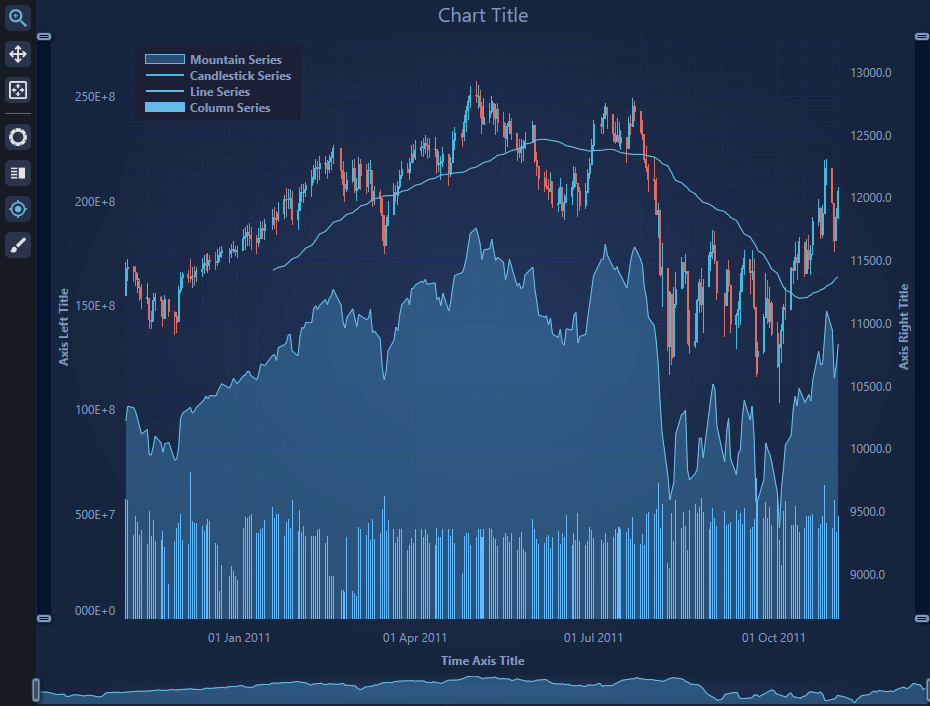 Chart Title
Mountain Series
Candlestick Series
Line Series
Column Series
250E+8
200E+8
150E+8
100E+8
500E+7
000E+0
Axis Left Title
13000.0
12500.0
12000.0
11500.0
11000.0
10500.0
10000.0
9500.0
9000.0
Axis Right Title
01 Jan 2011
01 Apr 2011
01 Jul 2011
01 Oct 2011
Time Axis Title